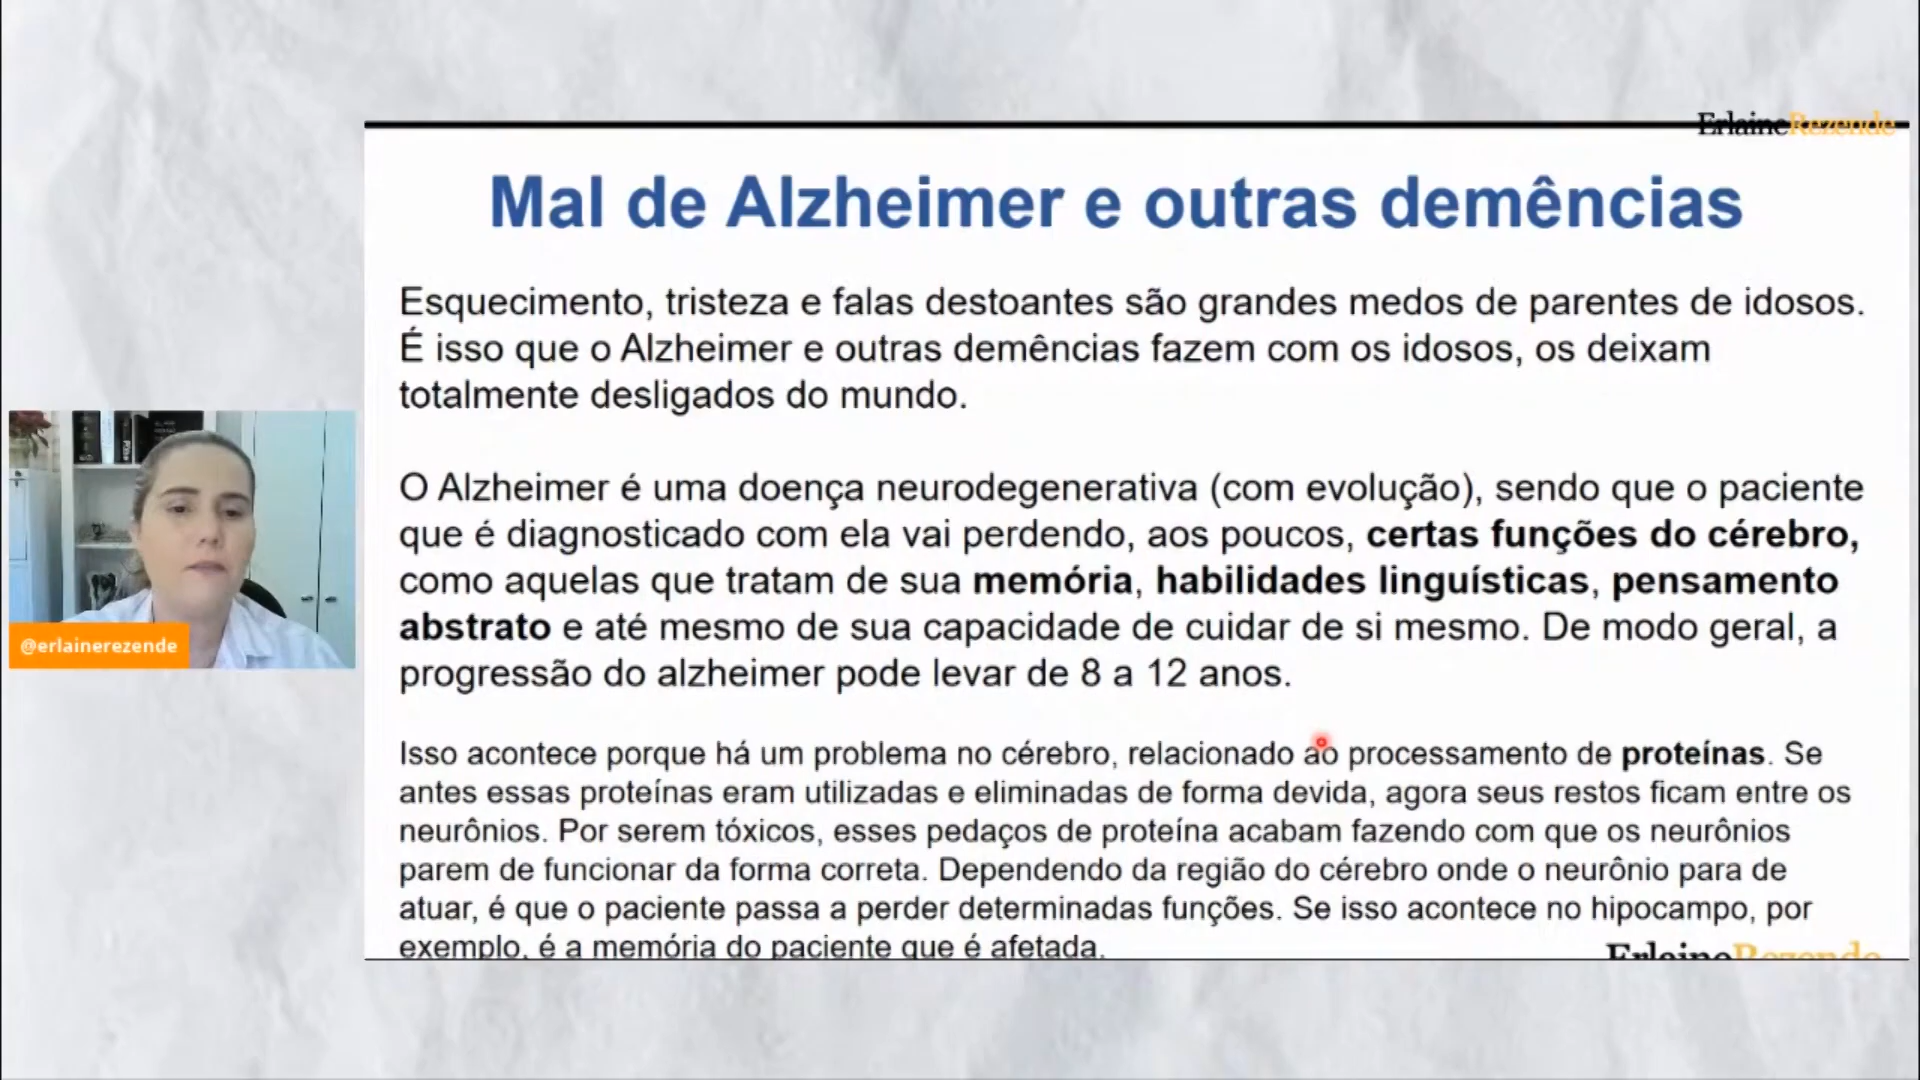 ErlaineRezende
Mal de Alzheimer e outras demências
Esquecimento, tristeza e falas destoantes são grandes medos de parentes de idosos.
É isso que o Alzheimer e outras demências fazem com os idosos, os deixam
totalmente desligados do mundo.
O Alzheimer é uma doença neurodegenerativa (com evolução), sendo que o paciente
que é diagnosticado com ela vai perdendo, aos poucos, certas funções do cérebro,
como aquelas que tratam de sua memória, habilidades linguísticas, pensamento
abstrato e até mesmo de sua capacidade de cuidar de si mesmo. De modo geral, a
progressão do alzheimer pode levar de 8 a 12 anos.
@erlainerezende
Isso acontece porque há um problema no cérebro, relacionado ao processamento de proteínas. Se
antes essas proteínas eram utilizadas e eliminadas de forma devida, agora seus restos ficam entre os
neurônios. Por serem tóxicos, esses pedaços de proteína acabam fazendo com que os neurônios
parem de funcionar da forma correta. Dependendo da região do cérebro onde o neurônio para de
atuar, é que o paciente passa a perder determinadas funções. Se isso acontece no hipocampo, por
exemplo, é a memória do paciente que é afetada.
ErlaineRezende